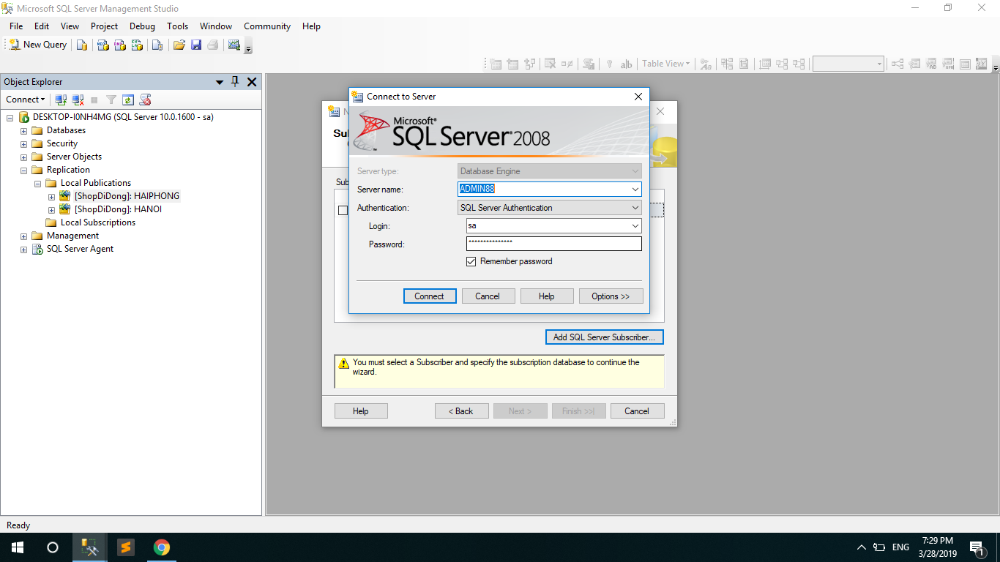 Microsoft SQL Server Management Studio
File Edit View Project Debug Tools Window Community Help
New Query
Table View
Object Explorer
Connect
DESKTOP-I0NH4MG (SQL Server 10.0.1600 - sa)
Databases
Security
Server Objects
Replication
Local Publications
[ShopDiDong]: HAIPHONG
[ShopDiDong]: HANOI
Local Subscriptions
Management
SQL Server Agent
Connect to Server
Microsoft®
SQL Server® 2008
Server type: Database Engine
Server name: ADMIN88
Authentication: SQL Server Authentication
Login: sa
Password: ***************
Remember password
Connect Cancel Help Options >>
Add SQL Server Subscriber...
You must select a Subscriber and specify the subscription database to continue the
wizard.
Help < Back Next > Finish >>| Cancel
Ready
ENG
7:29 PM
3/28/2019
1